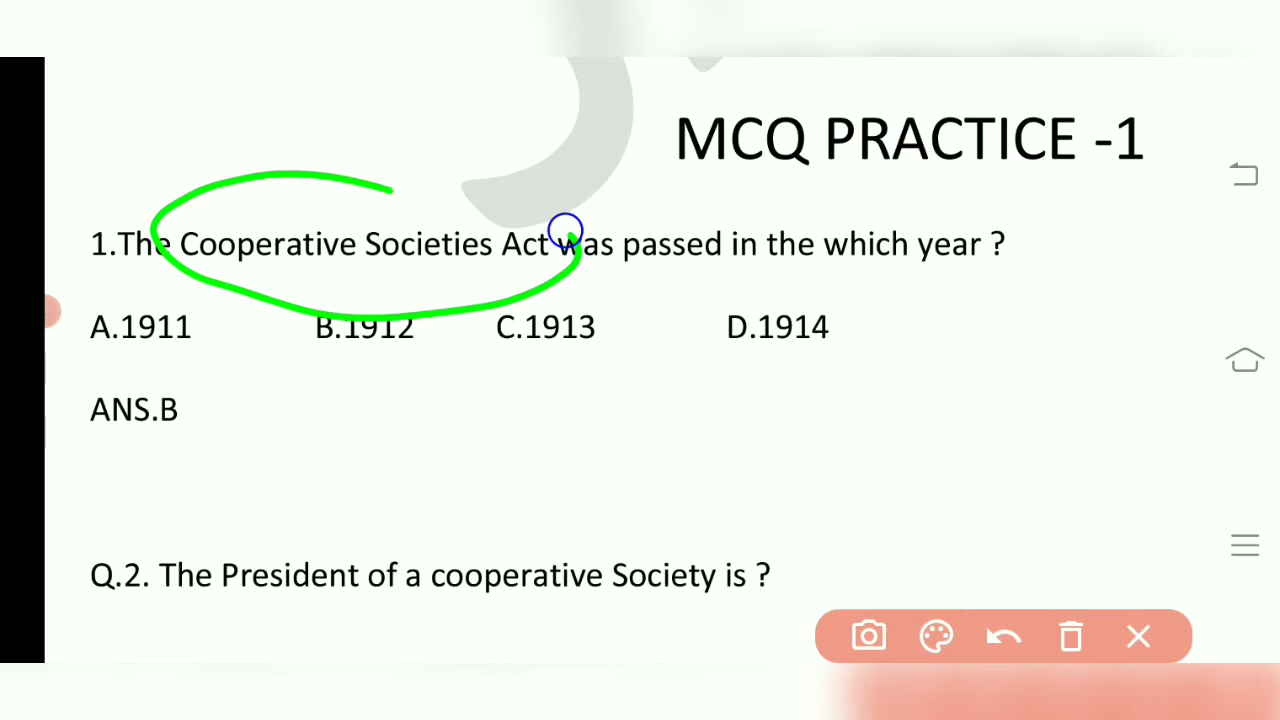 MCQ PRACTICE -1
1.The Cooperative Societies Act was passed in the which year ?
A.1911 B.1912 C.1913 D.1914
ANS.B
Q.2. The President of a cooperative Society is ?